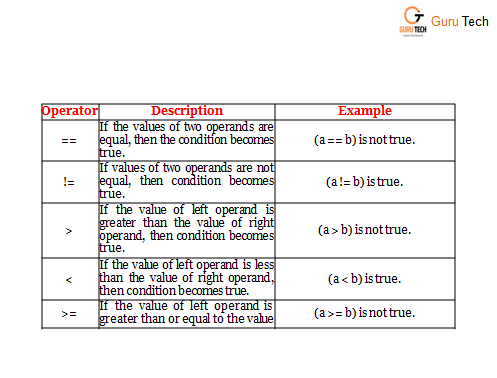 GURU TECH
Guru Tech
Operator Description Example
== If the values of two operands are equal, then the condition becomes true. (a == b) is not true.
!= If values of two operands are not equal, then condition becomes true. (a != b) is true.
> If the value of left operand is greater than the value of right operand, then condition becomes true. (a > b) is not true.
< If the value of left operand is less than the value of right operand, then condition becomes true. (a < b) is true.
>= If the value of left operand is greater than or equal to the value (a >= b) is not true.